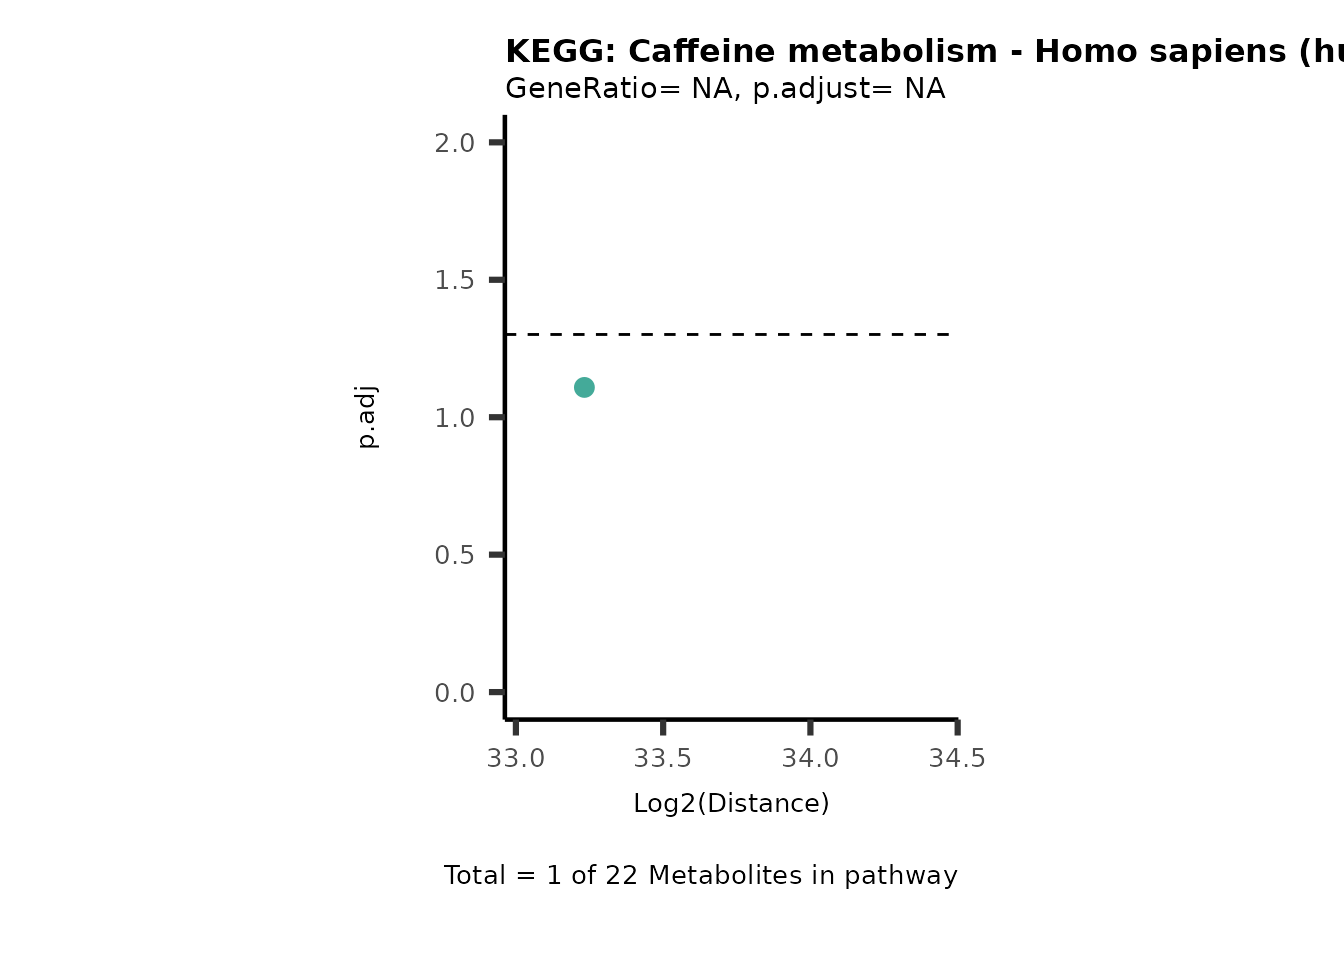 KEGG: Caffeine metabolism - Homo sapiens (hu
GeneRatio= NA, p.adjust= NA
2.0
1.5
1.0
0.5
0.0
p.adj
33.0 33.5 34.0 34.5
Log2(Distance)
Total = 1 of 22 Metabolites in pathway